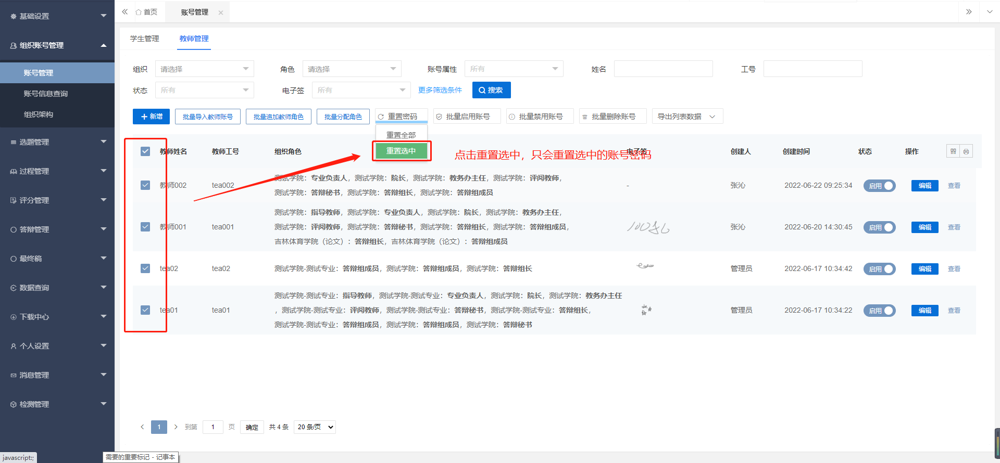 基础设置
组织账号管理
账号管理
账号信息查询
组织架构
选题管理
过程管理
评分管理
答辩管理
最终稿
数据查询
下载中心
个人设置
消息管理
检测管理
首页
账号管理
学生管理
教师管理
组织 请选择 角色 请选择 账号属性 所有 姓名 工号
状态 所有 电子签 所有 更多筛选条件 搜索
新增 批量导入教师账号 批量追加教师角色 批量分配角色 重置密码 批量启用账号 批量禁用账号 批量删除账号 导出列表数据
重置全部
重置选中
点击重置选中，只会重置选中的账号密码
教师姓名 教师工号 组织角色 电子签 创建人 创建时间 状态 操作
测试学院：专业负责人，测试学院：院长，测试学院：教务办主任，测试学院：评阅教师，
教师002 tea002 - 张沁 2022-06-22 09:25:34 启用 编辑 查看
测试学院：答辩秘书，测试学院：答辩组长，测试学院：答辩组成员
测试学院：指导教师，测试学院：专业负责人，测试学院：院长，测试学院：教务办主任，
教师001 tea001 测试学院：评阅教师，测试学院：答辩秘书，测试学院：答辩组长，测试学院：答辩组成员， 张沁 2022-06-20 14:30:45 启用 编辑 查看
吉林体育学院（论文）：答辩组长，吉林体育学院（论文）：答辩组成员
tea02 tea02 测试学院-测试专业：答辩组成员，测试学院：答辩组成员，测试学院：答辩组长 管理员 2022-06-17 10:34:42 启用 编辑 查看
测试学院-测试专业：指导教师，测试学院-测试专业：专业负责人，测试学院：院长，测试学院：教务办主任
tea01 tea01 ，测试学院-测试专业：评阅教师，测试学院-测试专业：答辩秘书，测试学院-测试专业：答辩组长， 管理员 2022-06-17 10:34:22 启用 编辑 查看
测试学院-测试专业：答辩组成员，测试学院：答辩组成员，测试学院：答辩秘书
1 到第 1 页 确定 共 4 条 20 条/页
javascript:;
需要的重要标记 - 记事本